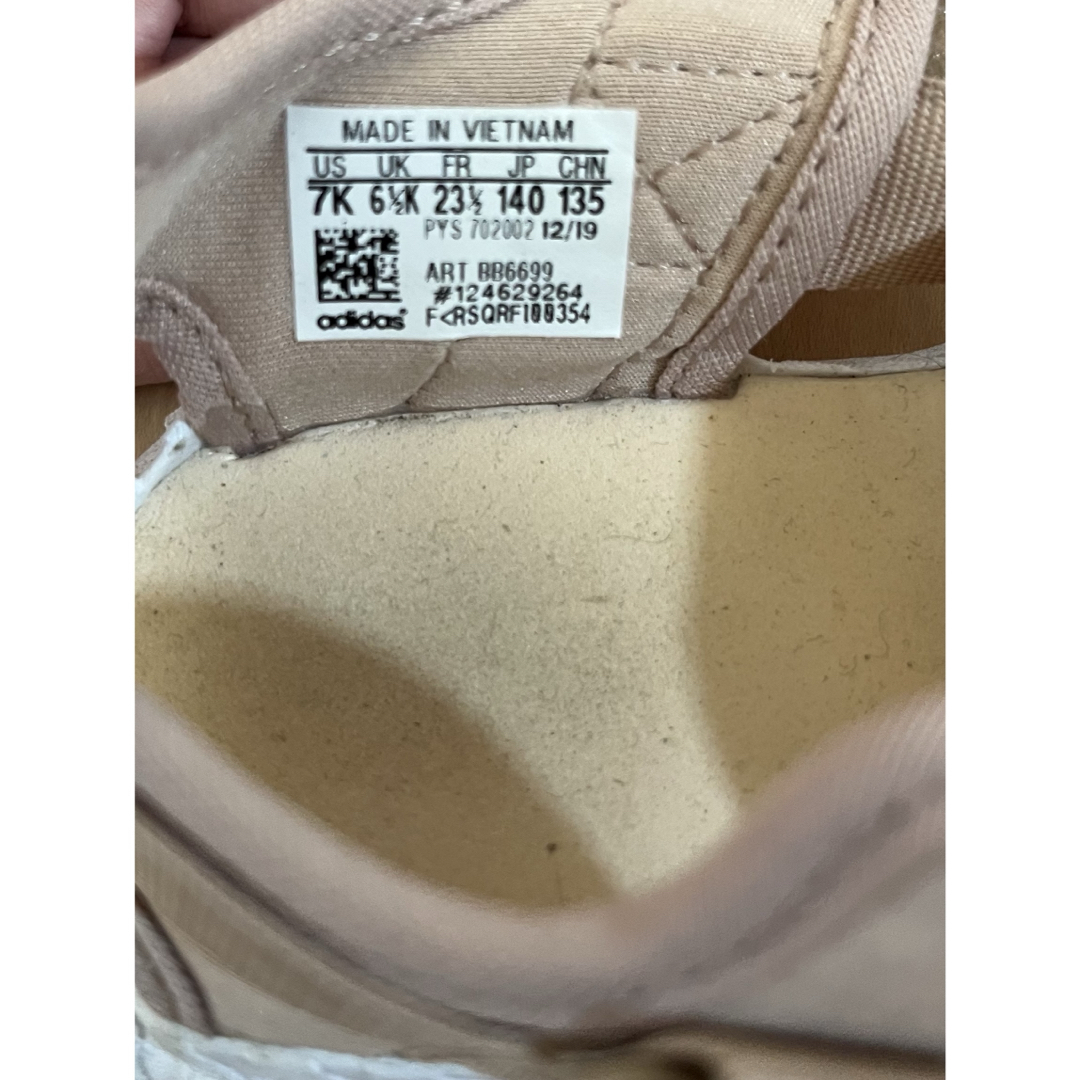 MADE IN VIETNAM
US UK FR JP CHN
7K 6½K 23½ 140 135
PYS 702002 12/19
ART BB6699
#124629264
adidas F<RSQRF100354